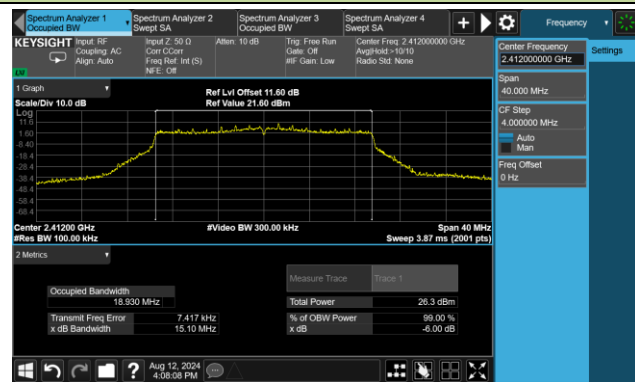 Spectrum Analyzer 1
Occupied BW
Spectrum Analyzer 2
Swept SA
Spectrum Analyzer 3
Occupied BW
Spectrum Analyzer 4
Swept SA
Frequency
KEYSIGHT
Input: RF
Coupling: AC
Align: Auto
Input Z: 50 Ω
Corr CCorr
Freq Ref: Int (S)
NFE: Off
Atten: 10 dB
Trig: Free Run
Gate: Off
#IF Gain: Low
Center Freq: 2.412000000 GHz
Avg|Hold:>10/10
Radio Std: None
Center Frequency
2.412000000 GHz
Settings
Span
40.000 MHz
CF Step
4.000000 MHz
Auto
Man
Freq Offset
0 Hz
1 Graph
Scale/Div 10.0 dB
Ref Lvl Offset 11.60 dB
Ref Value 21.60 dBm
Log
11.6
1.60
-8.40
-18.4
-28.4
-38.4
-48.4
-58.4
-68.4
Center 2.41200 GHz
#Video BW 300.00 kHz
Span 40 MHz
#Res BW 100.00 kHz
Sweep 3.87 ms (2001 pts)
2 Metrics
Measure Trace
Trace 1
Occupied Bandwidth
18.930 MHz
Total Power
26.3 dBm
Transmit Freq Error
7.417 kHz
% of OBW Power
99.00 %
x dB Bandwidth
15.10 MHz
x dB
-6.00 dB
?
Aug 12, 2024
4:08:08 PM